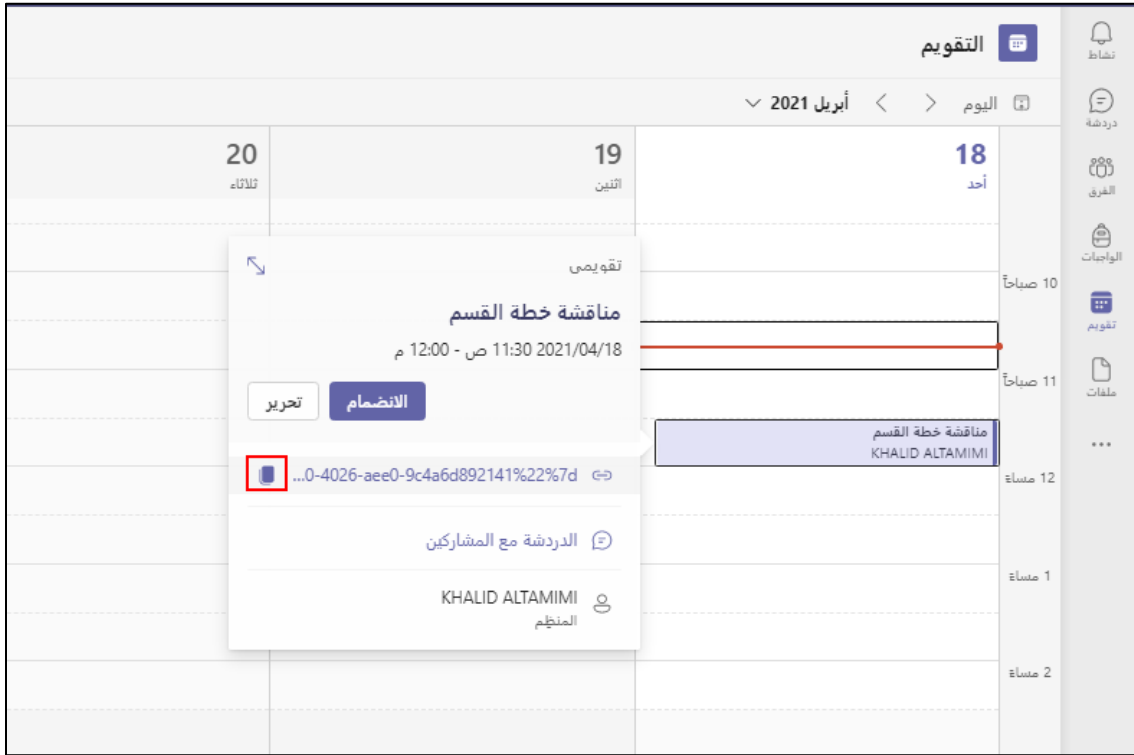 التقويم
اليوم
أبريل 2021
18
أحد
19
اثنين
20
ثلاثاء
10 صباحاً
11 صباحاً
12 مساءً
1 مساءً
2 مساءً
مناقشة خطة القسم
KHALID ALTAMIMI
تقويمي
مناقشة خطة القسم
2021/04/18 11:30 ص - 12:00 م
الانضمام
تحرير
...0-4026-aee0-9c4a6d892141%22%7d
الدردشة مع المشاركين
KHALID ALTAMIMI
المنظِم
نشاط
دردشة
الفرق
الواجبات
تقويم
ملفات